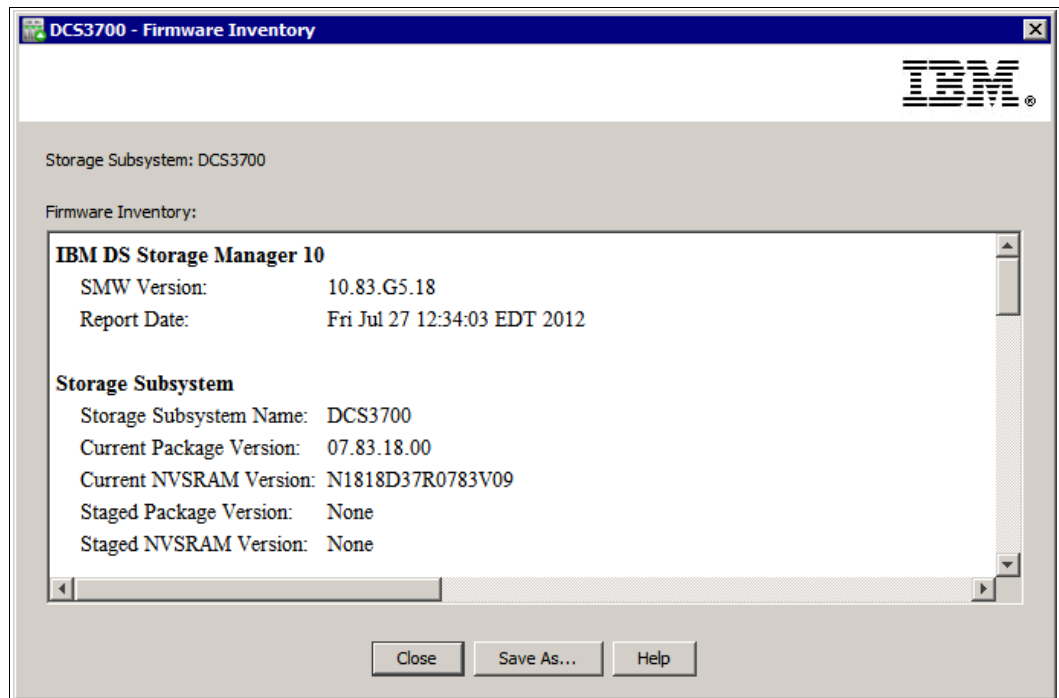 DCS3700 - Firmware Inventory
IBM®
Storage Subsystem: DCS3700
Firmware Inventory:
IBM DS Storage Manager 10
SMW Version: 10.83.G5.18
Report Date: Fri Jul 27 12:34:03 EDT 2012
Storage Subsystem
Storage Subsystem Name: DCS3700
Current Package Version: 07.83.18.00
Current NVSRAM Version: N1818D37R0783V09
Staged Package Version: None
Staged NVSRAM Version: None
Close Save As... Help